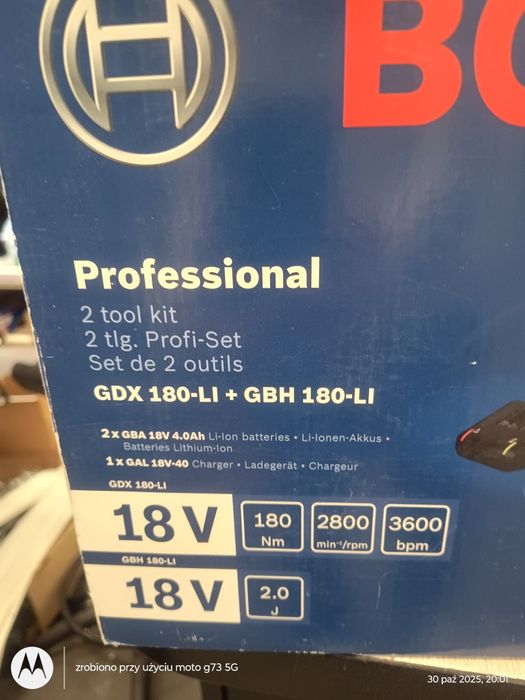 BO
Professional
2 tool kit
2 tlg. Profi-Set
Set de 2 outils
GDX 180-LI + GBH 180-LI
2x GBA 18V 4.0Ah Li-Ion batteries • Li-Ionen-Akkus •
Batteries Lithium-Ion
1 x GAL 18V-40 Charger • Ladegerät • Chargeur
GDX 180-LI
18 V 180 Nm 2800 min⁻¹/rpm 3600 bpm
GBH 180-LI
18 V 2.0 J
zrobiono przy użyciu moto g73 5G
30 paź 2025, 20:01